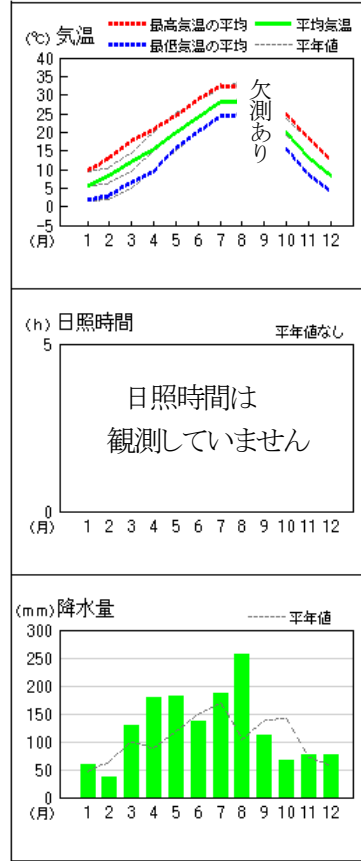 (℃) 気温
最高気温の平均 平均気温
最低気温の平均 平年値
40
35
30
25
20
15
10
5
0
-5
欠測あり
(月) 1 2 3 4 5 6 7 8 9 10 11 12
(h) 日照時間
平年値なし
5
日照時間は
観測していません
0
(月) 1 2 3 4 5 6 7 8 9 10 11 12
(mm) 降水量
平年値
300
250
200
150
100
50
0
(月) 1 2 3 4 5 6 7 8 9 10 11 12